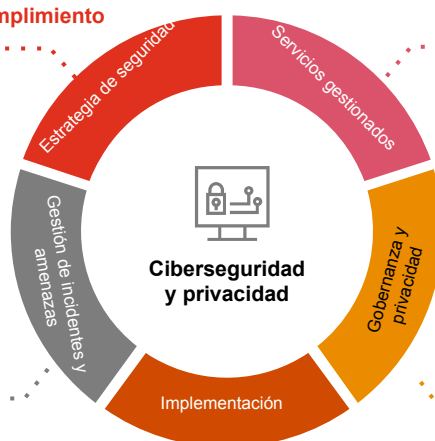 mplimiento
Estrategia de seguridad
Servicios gestionados
Gestión de incidentes y
amenazas
Ciberseguridad
y privacidad
Gobernanza y
privacidad
Implementación